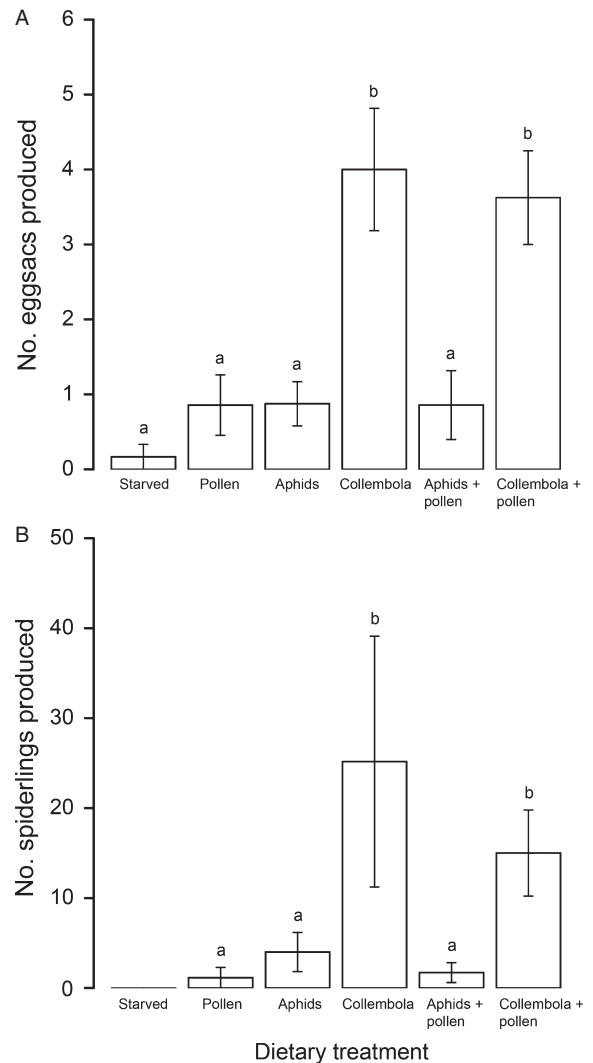 A
6
5
4
3
2
1
0
No. eggsacs produced
a
a
a
b
a
b
Starved Pollen Aphids Collembola Aphids + Collembola +
pollen pollen
B
50
40
30
20
10
0
No. spiderlings produced
a
a
b
a
b
Starved Pollen Aphids Collembola Aphids + Collembola +
pollen pollen
Dietary treatment